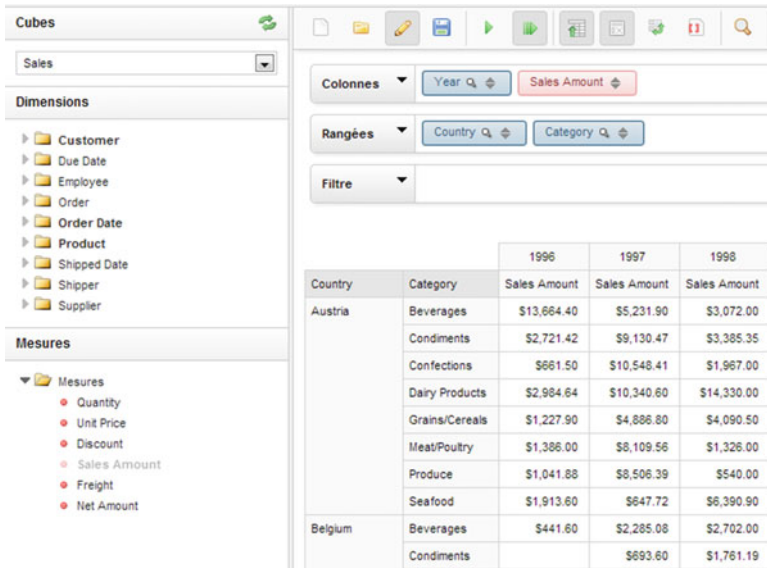 Cubes
Sales
Dimensions
Customer
Due Date
Employee
Order
Order Date
Product
Shipped Date
Shipper
Supplier
Mesures
Mesures
Quantity
Unit Price
Discount
Sales Amount
Freight
Net Amount
Colonnes Year Sales Amount
Rangées Country Category
Filtre
1996 1997 1998
Country Category Sales Amount Sales Amount Sales Amount
Austria Beverages $13,664.40 $5,231.90 $3,072.00
Condiments $2,721.42 $9,130.47 $3,385.35
Confections $661.50 $10,548.41 $1,967.00
Dairy Products $2,984.64 $10,340.60 $14,330.00
Grains/Cereals $1,227.90 $4,886.80 $4,090.50
Meat/Poultry $1,386.00 $8,109.56 $1,326.00
Produce $1,041.88 $8,506.39 $540.00
Seafood $1,913.60 $647.72 $6,390.90
Belgium Beverages $441.60 $2,285.08 $2,702.00
Condiments $693.60 $1,761.19